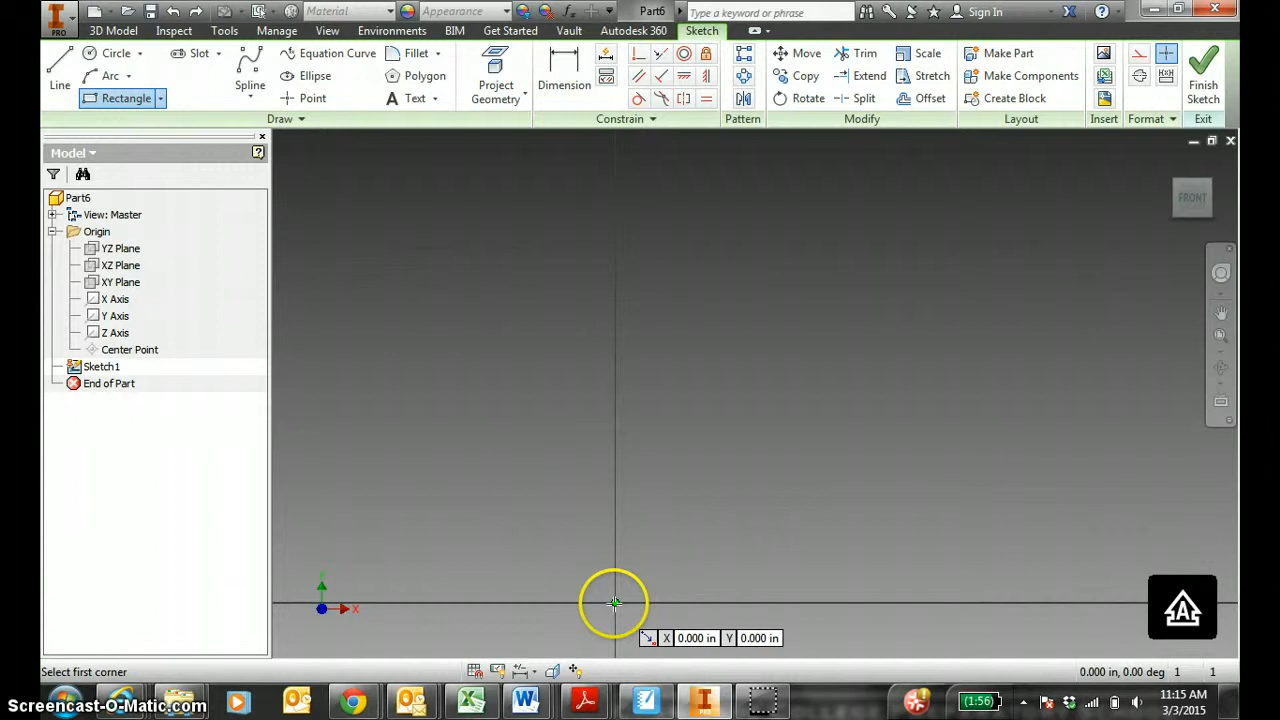 Material
Appearance
fx
Part6
Type a keyword or phrase
Sign In
PRO
3D Model
Inspect
Tools
Manage
View
Environments
BIM
Get Started
Vault
Autodesk 360
Sketch
Line
Circle
Arc
Rectangle
Slot
Spline
Equation Curve
Ellipse
Point
Fillet
Polygon
A Text
Project
Geometry
Dimension
Move
Copy
Rotate
Trim
Extend
Split
Scale
Stretch
Offset
Make Part
Make Components
Create Block
Finish
Sketch
Draw
Constrain
Pattern
Modify
Layout
Insert
Format
Exit
Model
Part6
View: Master
Origin
YZ Plane
XZ Plane
XY Plane
X Axis
Y Axis
Z Axis
Center Point
Sketch1
End of Part
FRONT
X
X 0.000 in Y 0.000 in
A
Select first corner
0.000 in, 0.00 deg 1 1
Screencast-O-Matic.com
(1:56)
11:15 AM
3/3/2015